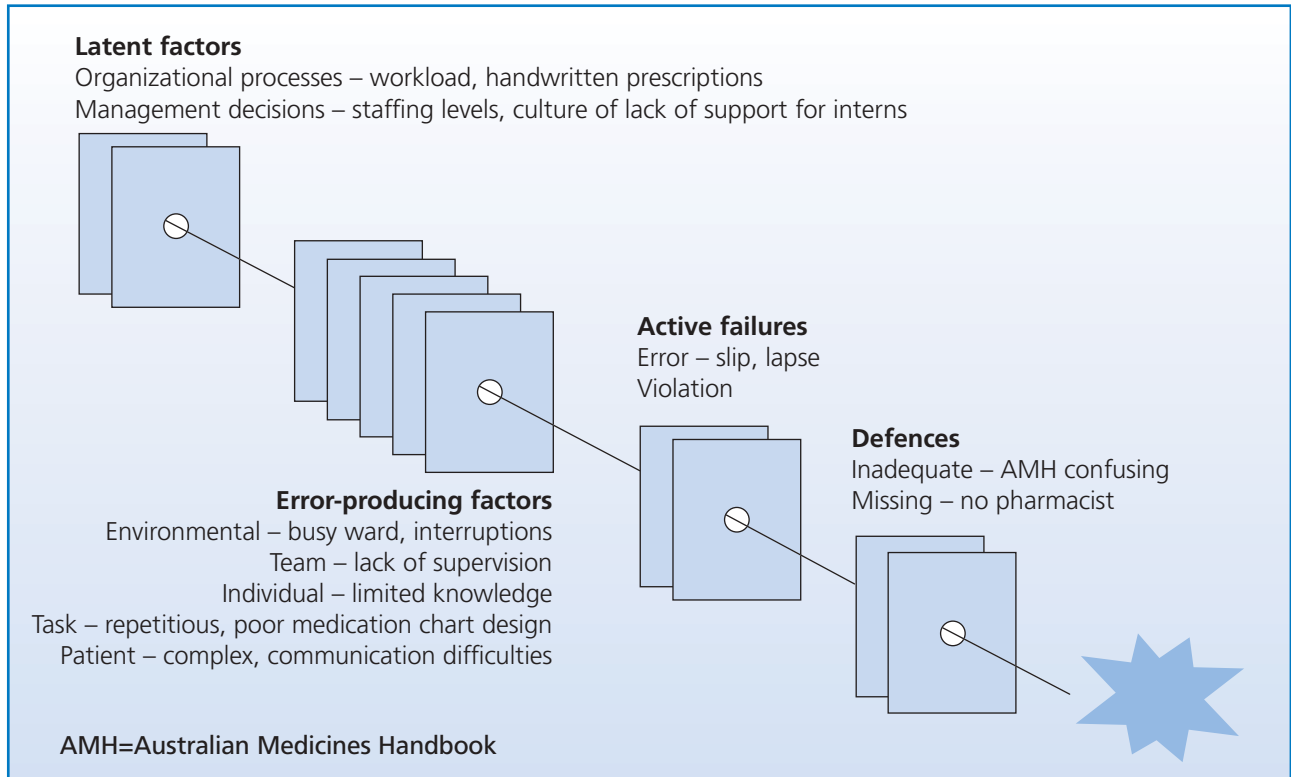 Latent factors
Organizational processes – workload, handwritten prescriptions
Management decisions – staffing levels, culture of lack of support for interns
Active failures
Error – slip, lapse
Violation
Defences
Inadequate – AMH confusing
Missing – no pharmacist
Error-producing factors
Environmental – busy ward, interruptions
Team – lack of supervision
Individual – limited knowledge
Task – repetitious, poor medication chart design
Patient – complex, communication difficulties
AMH=Australian Medicines Handbook